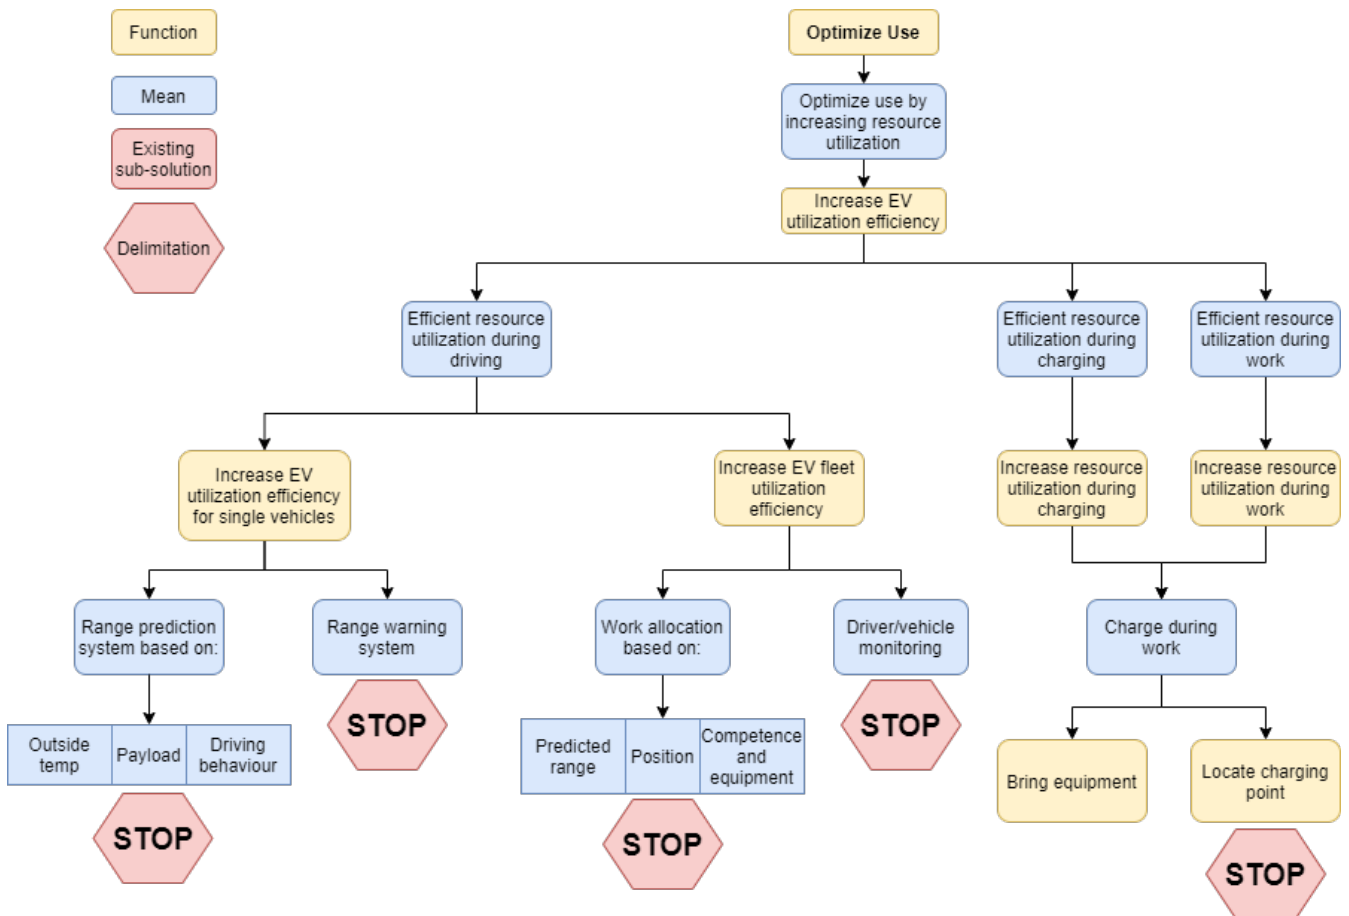 Function
Mean
Existing
sub-solution
Delimitation
Optimize Use
Optimize use by
increasing resource
utilization
Increase EV
utilization efficiency
Efficient resource
utilization during
driving
Efficient resource
utilization during
charging
Efficient resource
utilization during
work
Increase EV
utilization efficiency
for single vehicles
Increase EV fleet
utilization
efficiency
Increase resource
utilization during
charging
Increase resource
utilization during
work
Range prediction
system based on:
Range warning
system
Work allocation
based on:
Driver/vehicle
monitoring
Charge during
work
Outside
temp
Payload
Driving
behaviour
STOP
STOP
Predicted
range
Position
Competence
and
equipment
STOP
STOP
Bring equipment
Locate charging
point
STOP